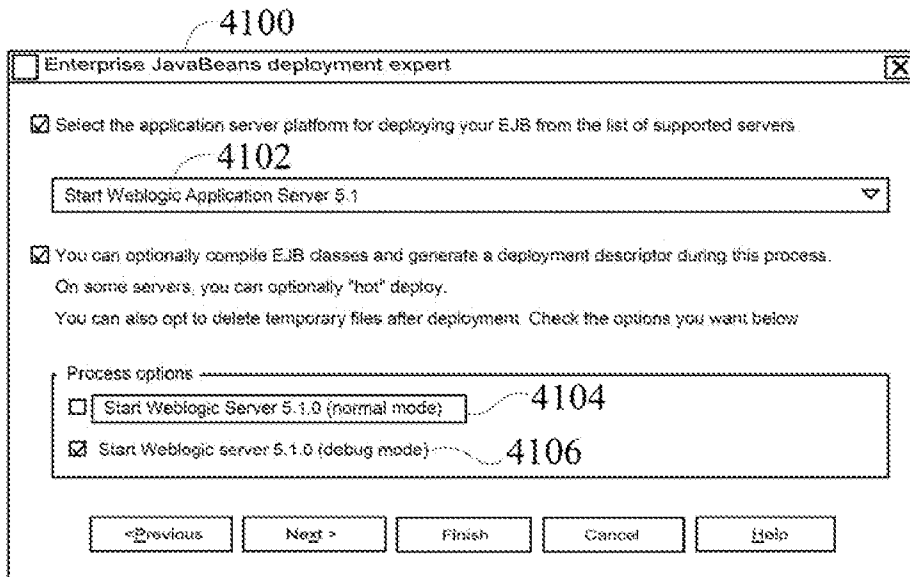 4100
Enterprise JavaBeans deployment expert
Select the application server platform for deploying your EJB from the list of supported servers
4102
Start Weblogic Application Server 5.1
You can optionally compile EJB classes and generate a deployment descriptor during this process.
On some servers, you can optionally "hot" deploy.
You can also opt to delete temporary files after deployment. Check the options you want below
Process options
Start Weblogic Server 5.1.0 (normal mode) 4104
Start Weblogic server 5.1.0 (debug mode) 4106
<Previous Next > Finish Cancel Help